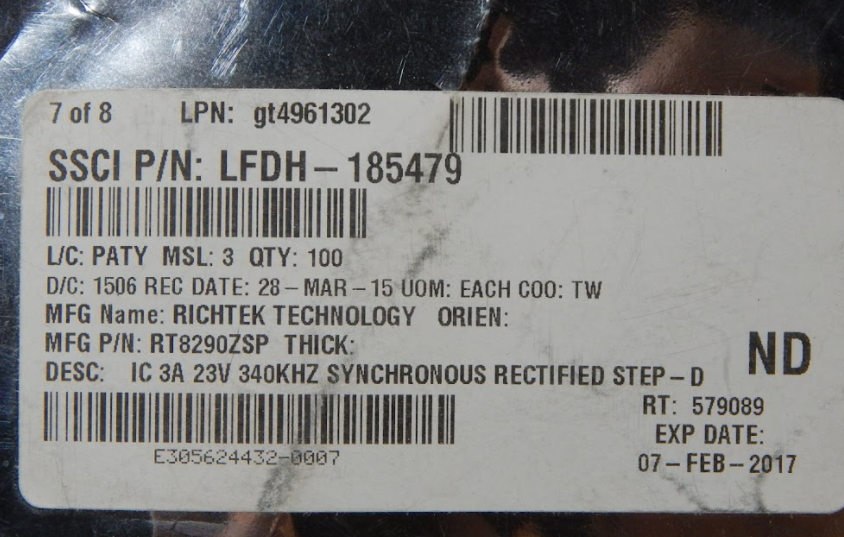 7 of 8 LPN: gt4961302
SSCI P/N: LFDH-185479
L/C: PATY MSL: 3 QTY: 100
D/C: 1506 REC DATE: 28-MAR-15 UOM: EACH COO: TW
MFG Name: RICHTEK TECHNOLOGY ORIEN:
MFG P/N: RT8290ZSP THICK:
ND
DESC: IC 3A 23V 340KHZ SYNCHRONOUS RECTIFIED STEP-D
RT: 579089
EXP DATE:
E305624432-0007
07-FEB-2017